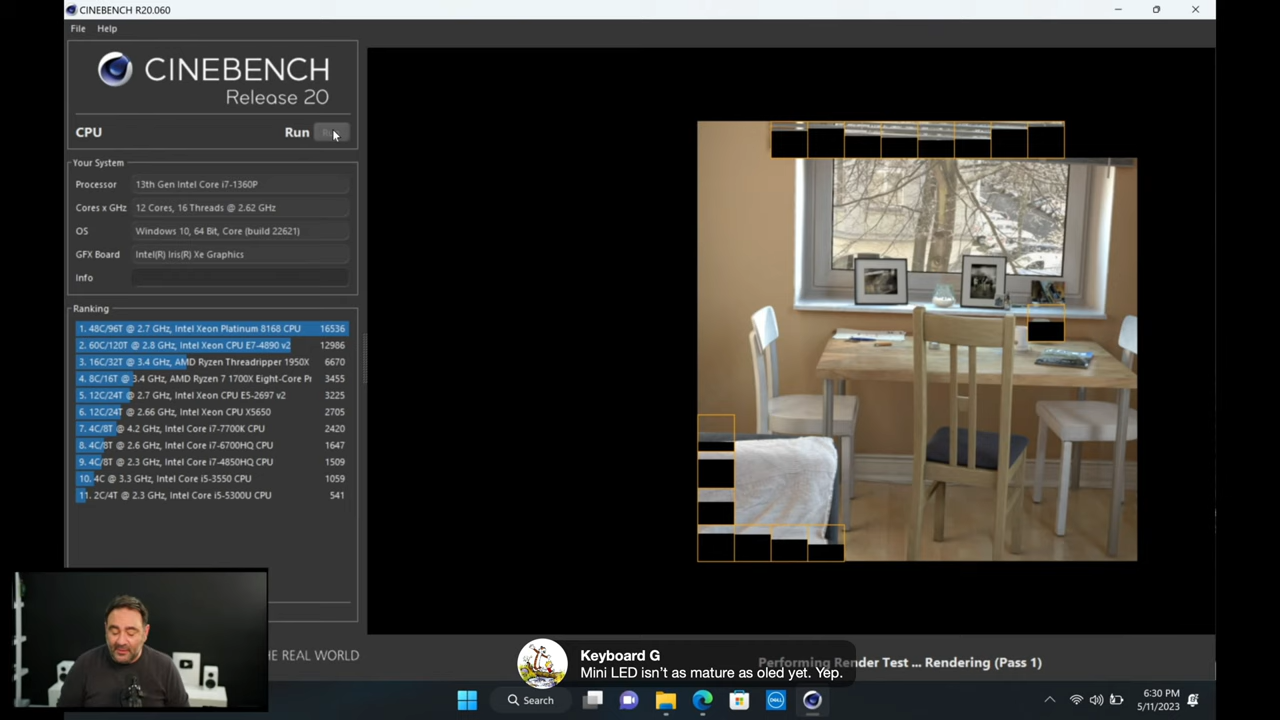 CINEBENCH R20.060
File Help
CINEBENCH
Release 20
CPU Run
Your System
Processor 13th Gen Intel Core i7-1360P
Cores x GHz 12 Cores, 16 Threads @ 2.62 GHz
OS Windows 10, 64 Bit, Core (build 22621)
GFX Board Intel(R) Iris(R) Xe Graphics
Info
Ranking
1. 48C/96T @ 2.7 GHz, Intel Xeon Platinum 8168 CPU 16536
2. 60C/120T @ 2.8 GHz, Intel Xeon CPU E7-4890 v2 12986
3. 16C/32T @ 3.4 GHz, AMD Ryzen Threadripper 1950X 6670
4. 8C/16T @ 3.4 GHz, AMD Ryzen 7 1700X Eight-Core Pr 3455
5. 12C/24T @ 2.7 GHz, Intel Xeon CPU E5-2697 v2 3225
6. 12C/24T @ 2.66 GHz, Intel Xeon CPU X5650 2705
7. 4C/8T @ 4.2 GHz, Intel Core i7-7700K CPU 2420
8. 4C/8T @ 2.6 GHz, Intel Core i7-6700HQ CPU 1647
9. 4C/8T @ 2.3 GHz, Intel Core i7-4850HQ CPU 1509
10. 4C @ 3.3 GHz, Intel Core i5-3550 CPU 1059
11. 2C/4T @ 2.3 GHz, Intel Core i5-5300U CPU 541
HE REAL WORLD
Keyboard G
Mini LED isn't as mature as oled yet. Yep.
Performing Render Test ... Rendering (Pass 1)
Search
DELL
6:30 PM
5/11/2023